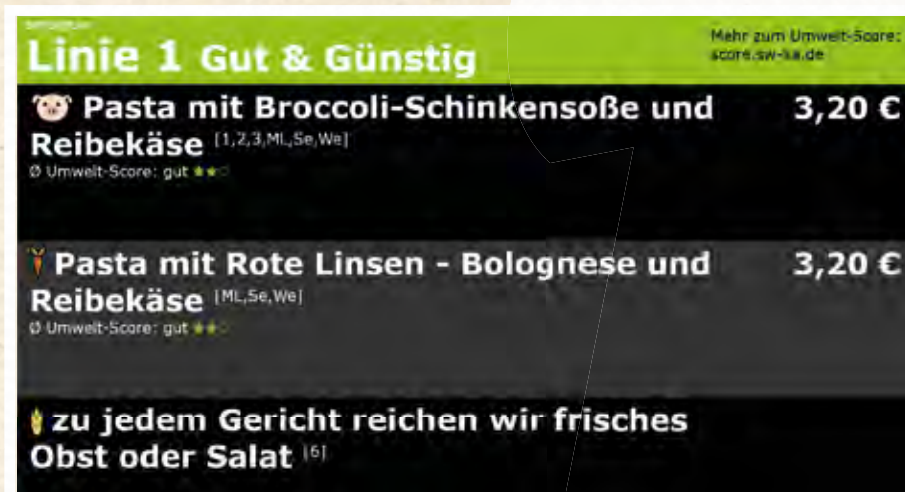 Linie 1 Gut & Günstig
Mehr zum Umwelt-Score:
score.sw-ka.de
Pasta mit Broccoli-Schinkensoße und 3,20 €
Reibekäse [1,2,3,ML,Se,We]
Ø Umwelt-Score: gut ★★☆
Pasta mit Rote Linsen - Bolognese und 3,20 €
Reibekäse [ML,Se,We]
Ø Umwelt-Score: gut ★★☆
zu jedem Gericht reichen wir frisches
Obst oder Salat [6]